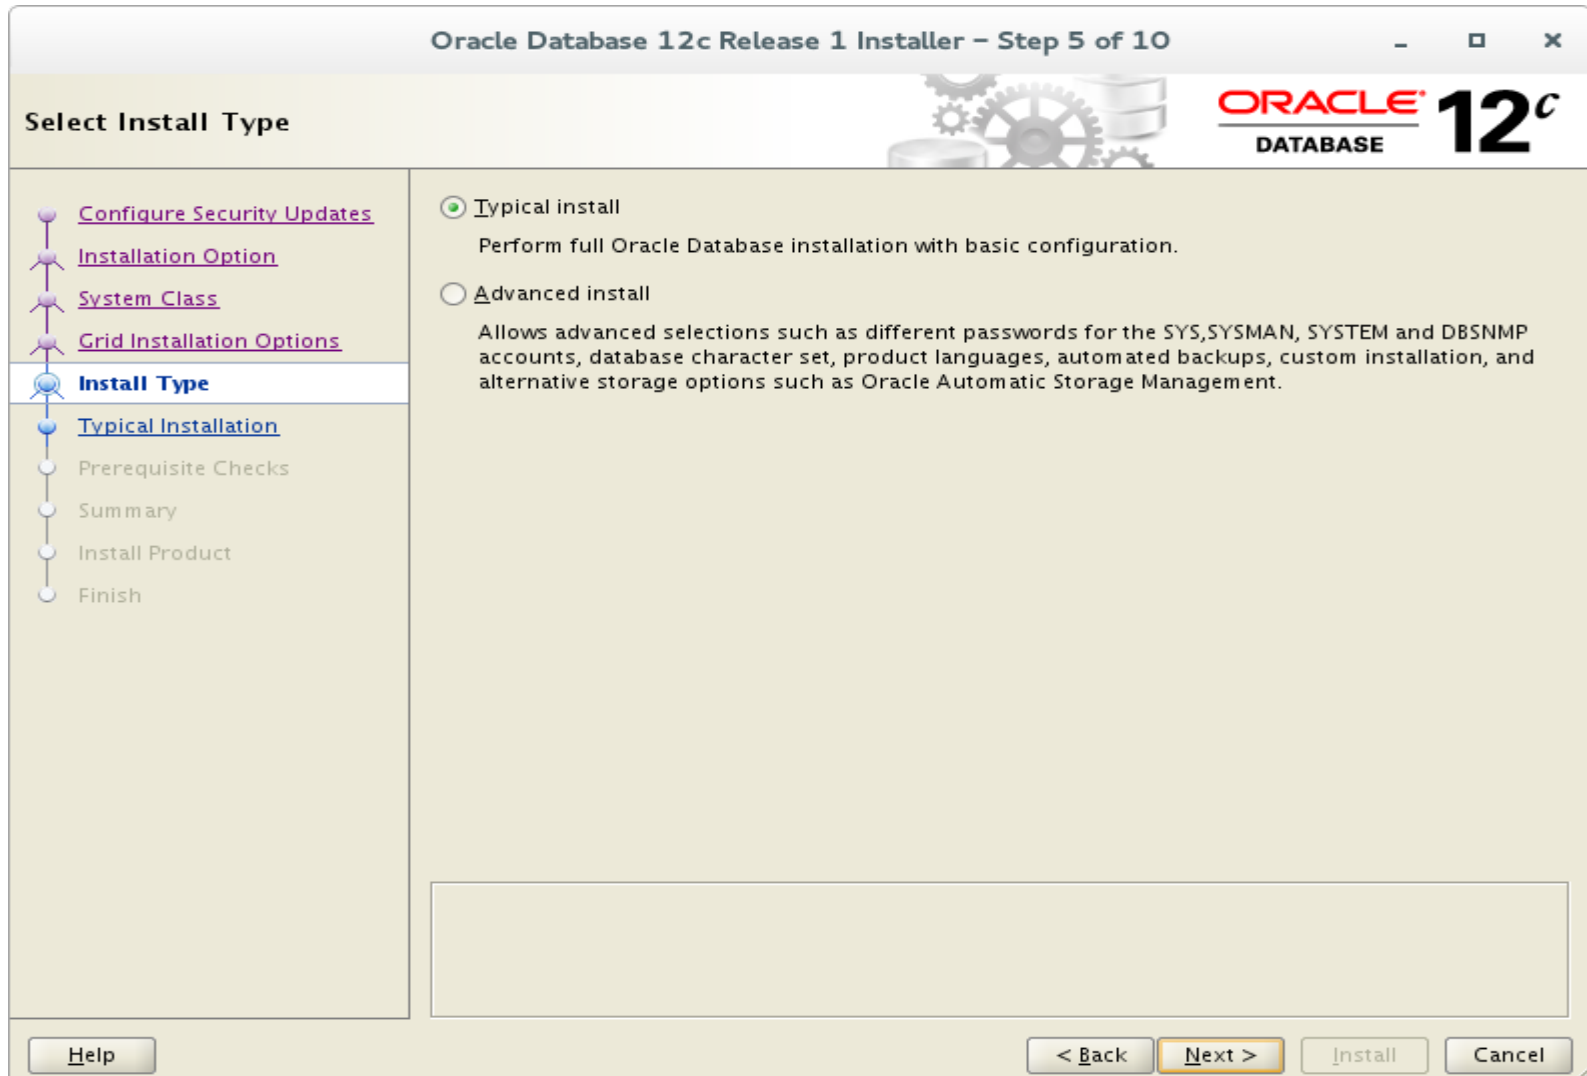 Oracle Database 12c Release 1 Installer – Step 5 of 10
Select Install Type
ORACLE
DATABASE
12c
Configure Security Updates
Installation Option
System Class
Grid Installation Options
Install Type
Typical Installation
Prerequisite Checks
Summary
Install Product
Finish
Typical install
Perform full Oracle Database installation with basic configuration.
Advanced install
Allows advanced selections such as different passwords for the SYS,SYSMAN, SYSTEM and DBSNMP
accounts, database character set, product languages, automated backups, custom installation, and
alternative storage options such as Oracle Automatic Storage Management.
Help
< Back
Next >
Install
Cancel